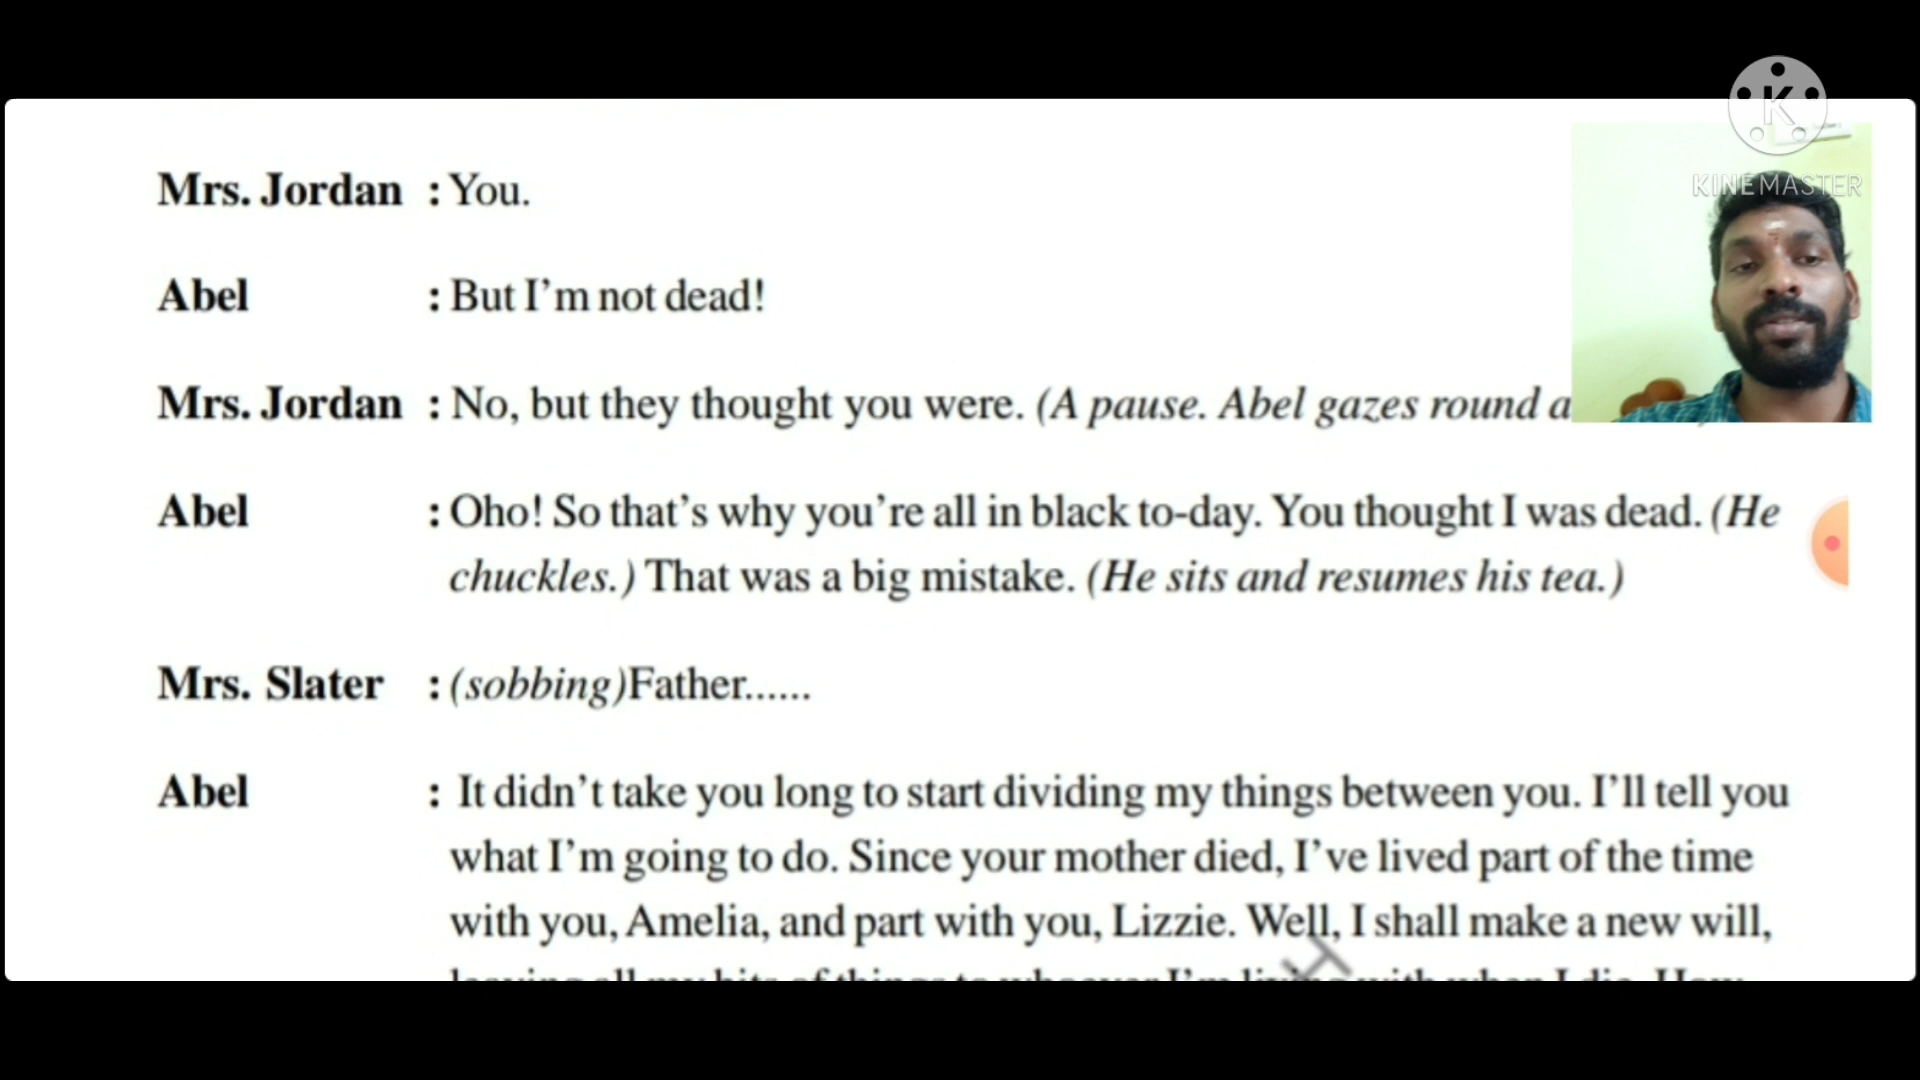 K
KINEMASTER
Mrs. Jordan : You.
Abel : But I'm not dead!
Mrs. Jordan : No, but they thought you were. (A pause. Abel gazes round a
Abel : Oho! So that's why you're all in black to-day. You thought I was dead. (He
chuckles.) That was a big mistake. (He sits and resumes his tea.)
Mrs. Slater : (sobbing)Father......
Abel : It didn't take you long to start dividing my things between you. I'll tell you
what I'm going to do. Since your mother died, I've lived part of the time
with you, Amelia, and part with you, Lizzie. Well, I shall make a new will,